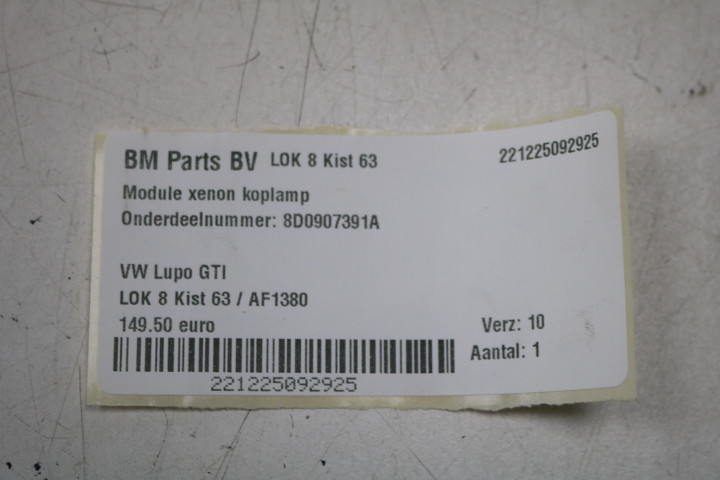 BM Parts BV LOK 8 Kist 63
221225092925
Module xenon koplamp
Onderdeelnummer: 8D0907391A
VW Lupo GTI
LOK 8 Kist 63 / AF1380
149.50 euro
Verz: 10
Aantal: 1
221225092925